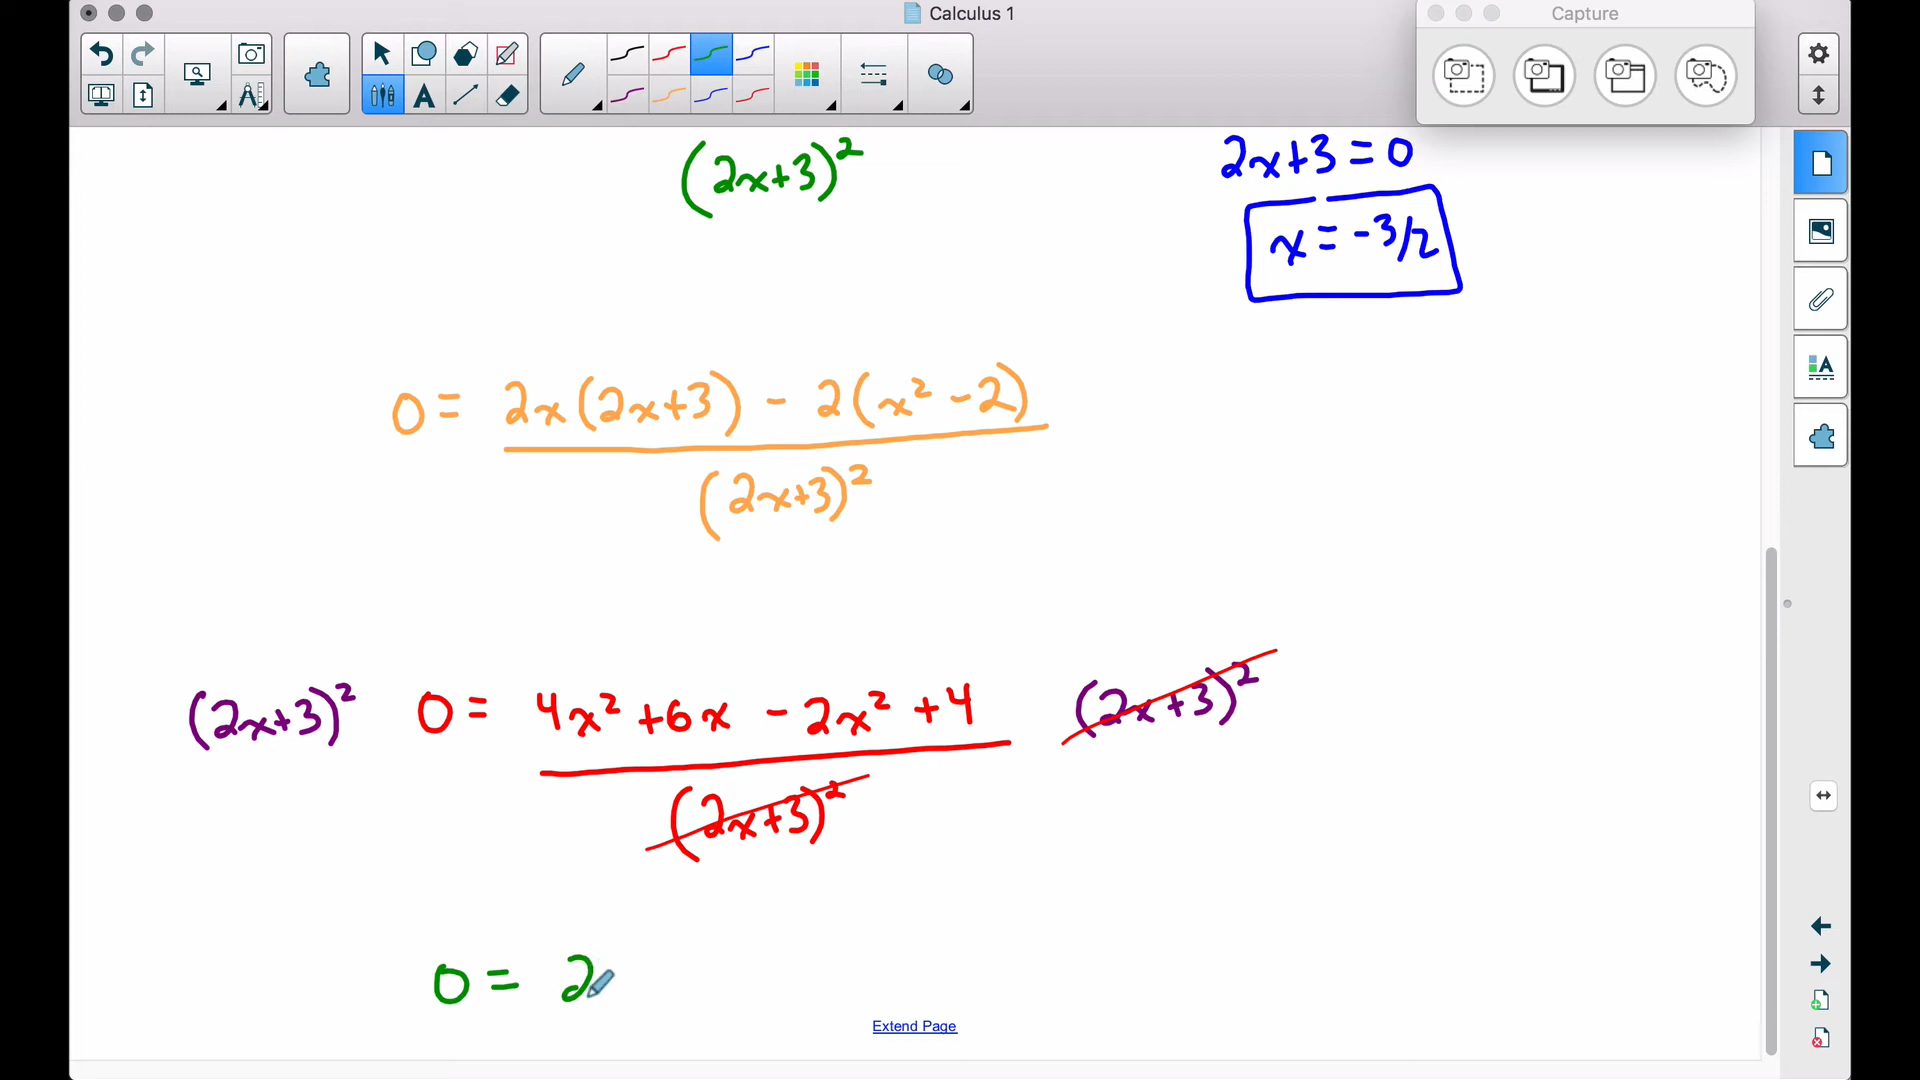 Calculus 1
Capture
(2x+3)²
2x+3 = 0
x = -3/2
0 = 2x(2x+3) - 2(x² - 2)
(2x+3)²
(2x+3)² 0 = 4x² +6x - 2x² +4 (2x+3)²
(2x+3)²
0 = 2
Extend Page